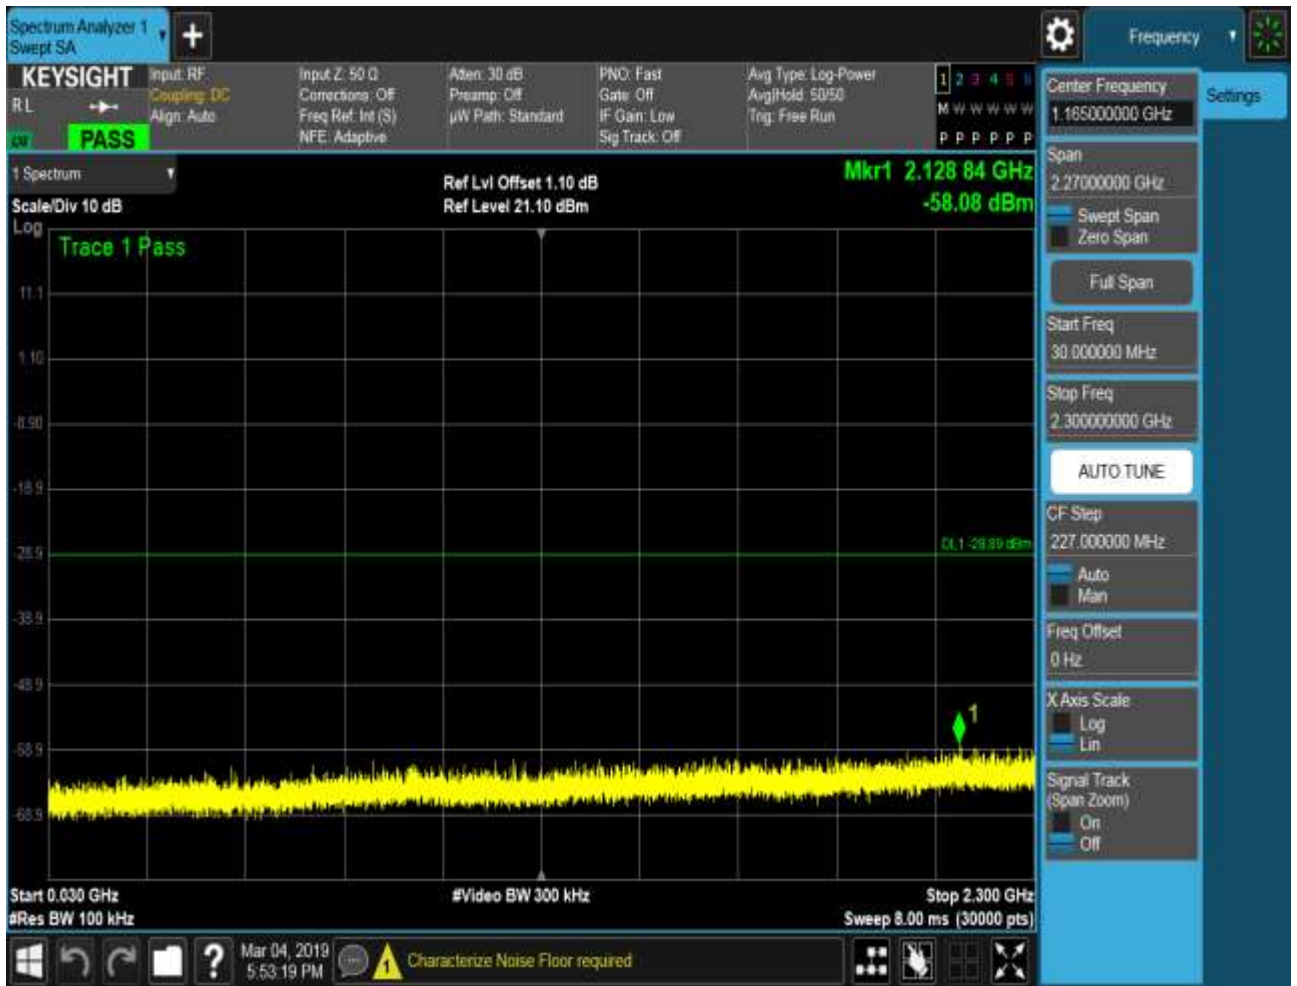 Spectrum Analyzer 1
Swept SA
Frequency
KEYSIGHT
R L
PASS
Input: RF
Coupling: DC
Align: Auto
Input Z: 50 Ω
Corrections: Off
Freq Ref: Int (S)
NFE: Adaptive
Atten: 30 dB
Preamp: Off
µW Path: Standard
PNO: Fast
Gate: Off
IF Gain: Low
Sig Track: Off
Avg Type: Log-Power
Avg|Hold: 50/50
Trig: Free Run
1 2 3 4 5 6
M W W W W W
P P P P P P
1 Spectrum
Scale/Div 10 dB
Log
Ref Lvl Offset 1.10 dB
Ref Level 21.10 dBm
Mkr1 2.128 84 GHz
-58.08 dBm
Trace 1 Pass
11.1
1.10
-8.90
-18.9
-28.9
-38.9
-48.9
-58.9
-68.9
DL1 -28.89 dBm
1
Start 0.030 GHz
#Res BW 100 kHz
#Video BW 300 kHz
Stop 2.300 GHz
Sweep 8.00 ms (30000 pts)
Center Frequency
1.165000000 GHz
Settings
Span
2.27000000 GHz
Swept Span
Zero Span
Full Span
Start Freq
30.000000 MHz
Stop Freq
2.300000000 GHz
AUTO TUNE
CF Step
227.000000 MHz
Auto
Man
Freq Offset
0 Hz
X Axis Scale
Log
Lin
Signal Track
(Span Zoom)
On
Off
?
Mar 04, 2019
5:53:19 PM
1
Characterize Noise Floor required